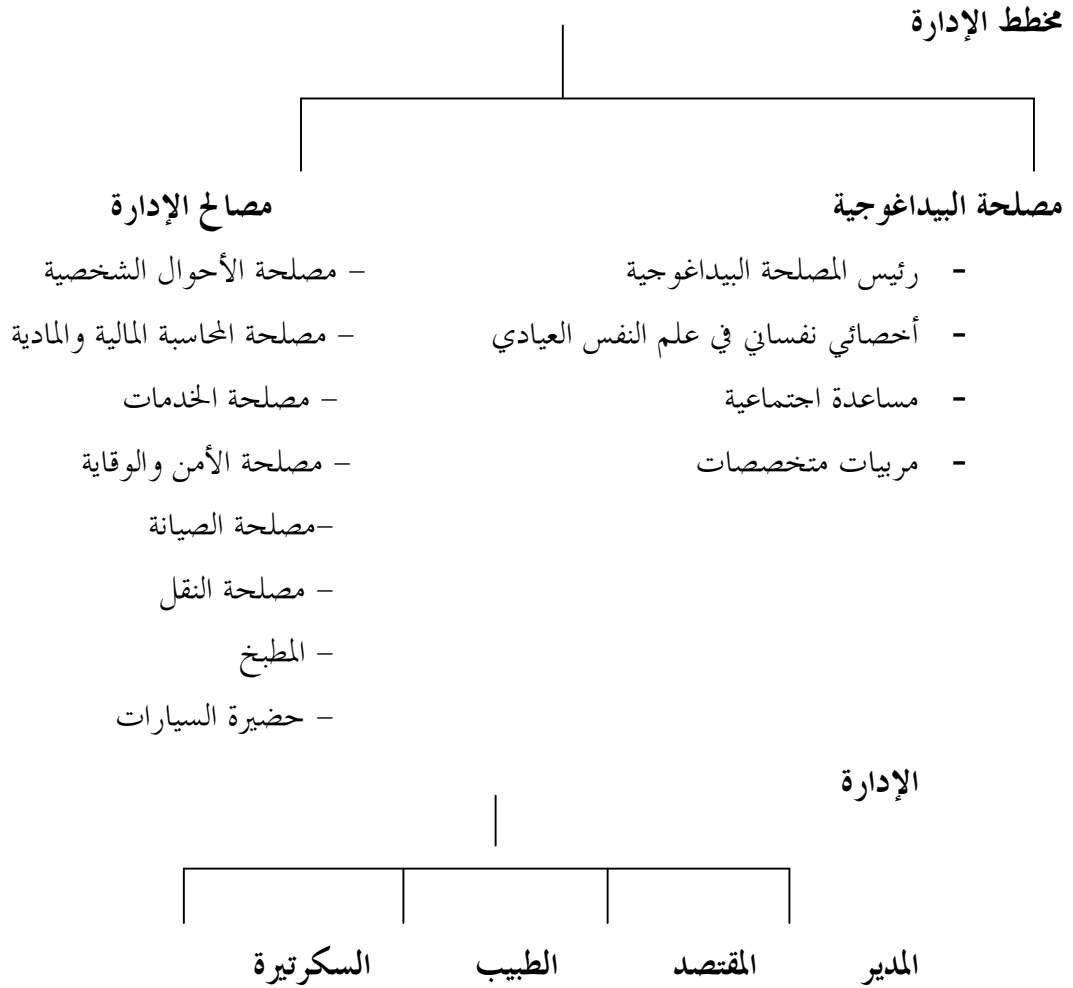 مخطط الإدارة
مصلحة البيداغوجية
- رئيس المصلحة البيداغوجية
- أخصائي نفساني في علم النفس العيادي
- مساعدة اجتماعية
- مربيات متخصصات
مصالح الإدارة
– مصلحة الأحوال الشخصية
– مصلحة المحاسبة المالية والمادية
– مصلحة الخدمات
– مصلحة الأمن والوقاية
–مصلحة الصيانة
– مصلحة النقل
– المطبخ
– حضيرة السيارات
الإدارة
المدير المقتصد الطبيب السكرتيرة